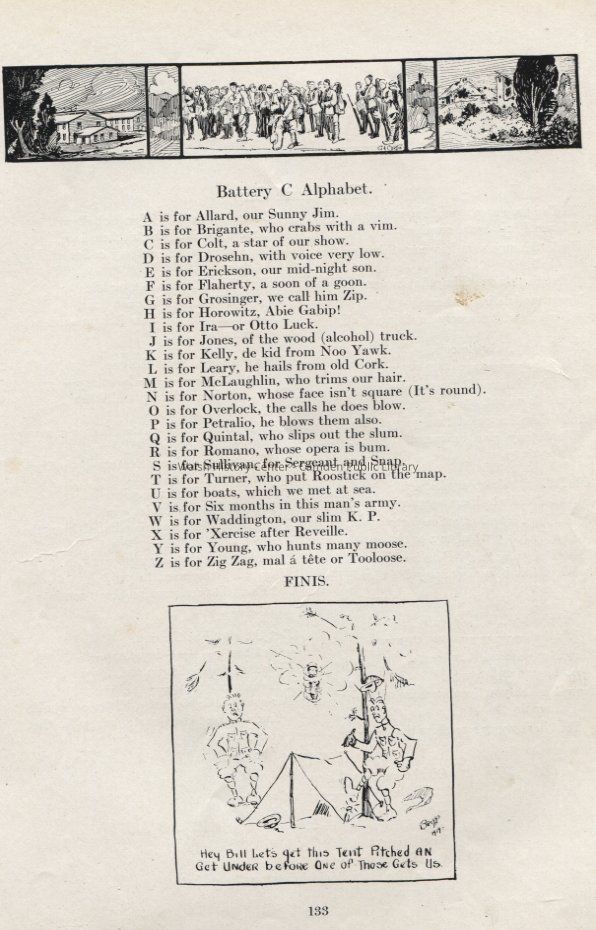 Battery C Alphabet.
A is for Allard, our Sunny Jim.
B is for Brigante, who crabs with a vim.
C is for Colt, a star of our show.
D is for Drosehn, with voice very low.
E is for Erickson, our mid-night son.
F is for Flaherty, a soon of a goon.
G is for Grosinger, we call him Zip.
H is for Horowitz, Abie Gabip!
I is for Ira—or Otto Luck.
J is for Jones, of the wood (alcohol) truck.
K is for Kelly, de kid from Noo Yawk.
L is for Leary, he hails from old Cork.
M is for McLaughlin, who trims our hair.
N is for Norton, whose face isn't square (It's round).
O is for Overlock, the calls he does blow.
P is for Petralio, he blows them also.
Q is for Quintal, who slips out the slum.
R is for Romano, whose opera is bum.
S is for Sullivan, for Sergeant and Snap.
Walsh History Center - Camden Public Library
T is for Turner, who put Roostick on the map.
U is for boats, which we met at sea.
V is for Six months in this man's army.
W is for Waddington, our slim K. P.
X is for 'Xercise after Reveille.
Y is for Young, who hunts many moose.
Z is for Zig Zag, mal á tête or Tooloose.
FINIS.
Hey Bill Let's get this Tent Pitched AN
Get Under before One of Those Gets Us.
133